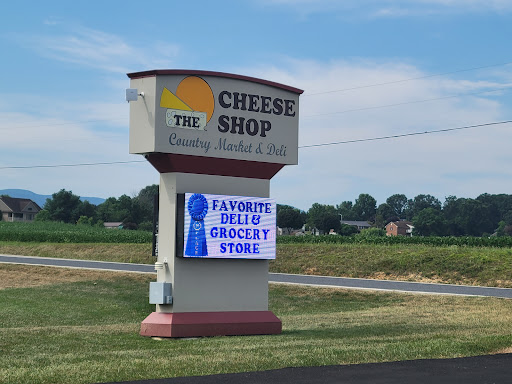 THE
CHEESE
SHOP
Country Market & Deli
FAVORITE
DELI &
GROCERY
STORE